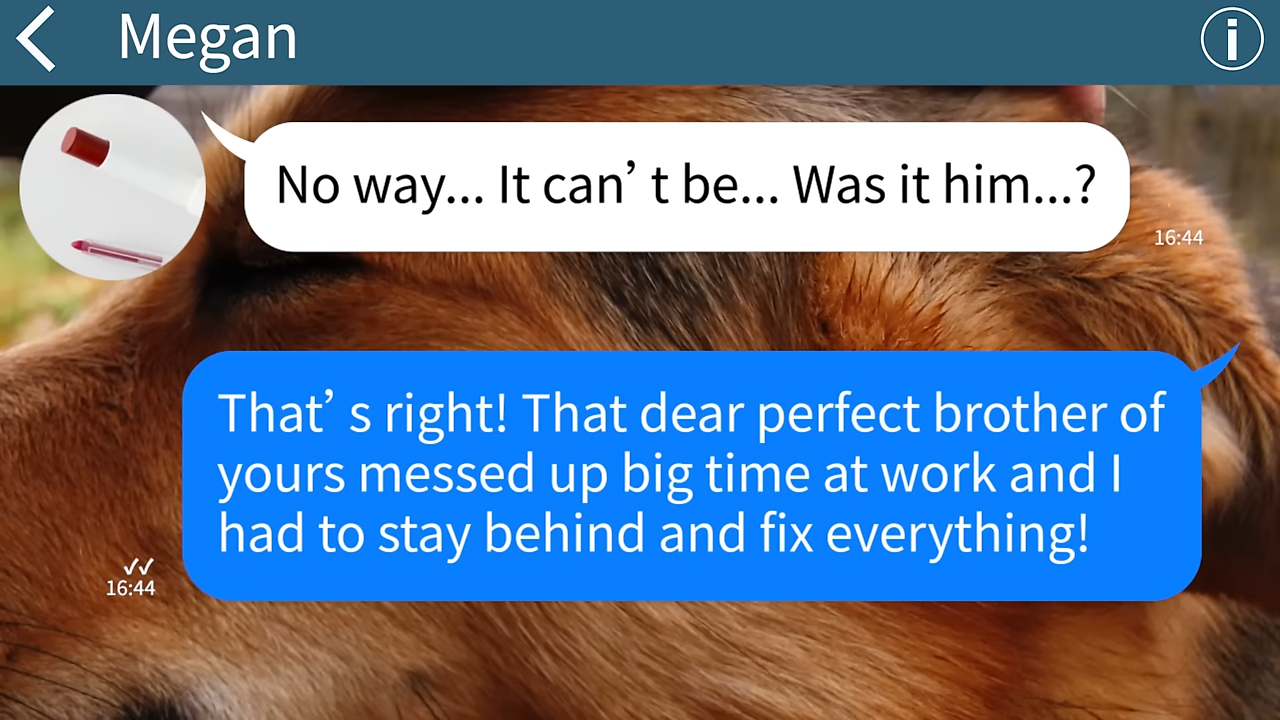 Megan
No way... It can’ t be... Was it him...?
16:44
That’ s right! That dear perfect brother of
yours messed up big time at work and I
had to stay behind and fix everything!
16:44